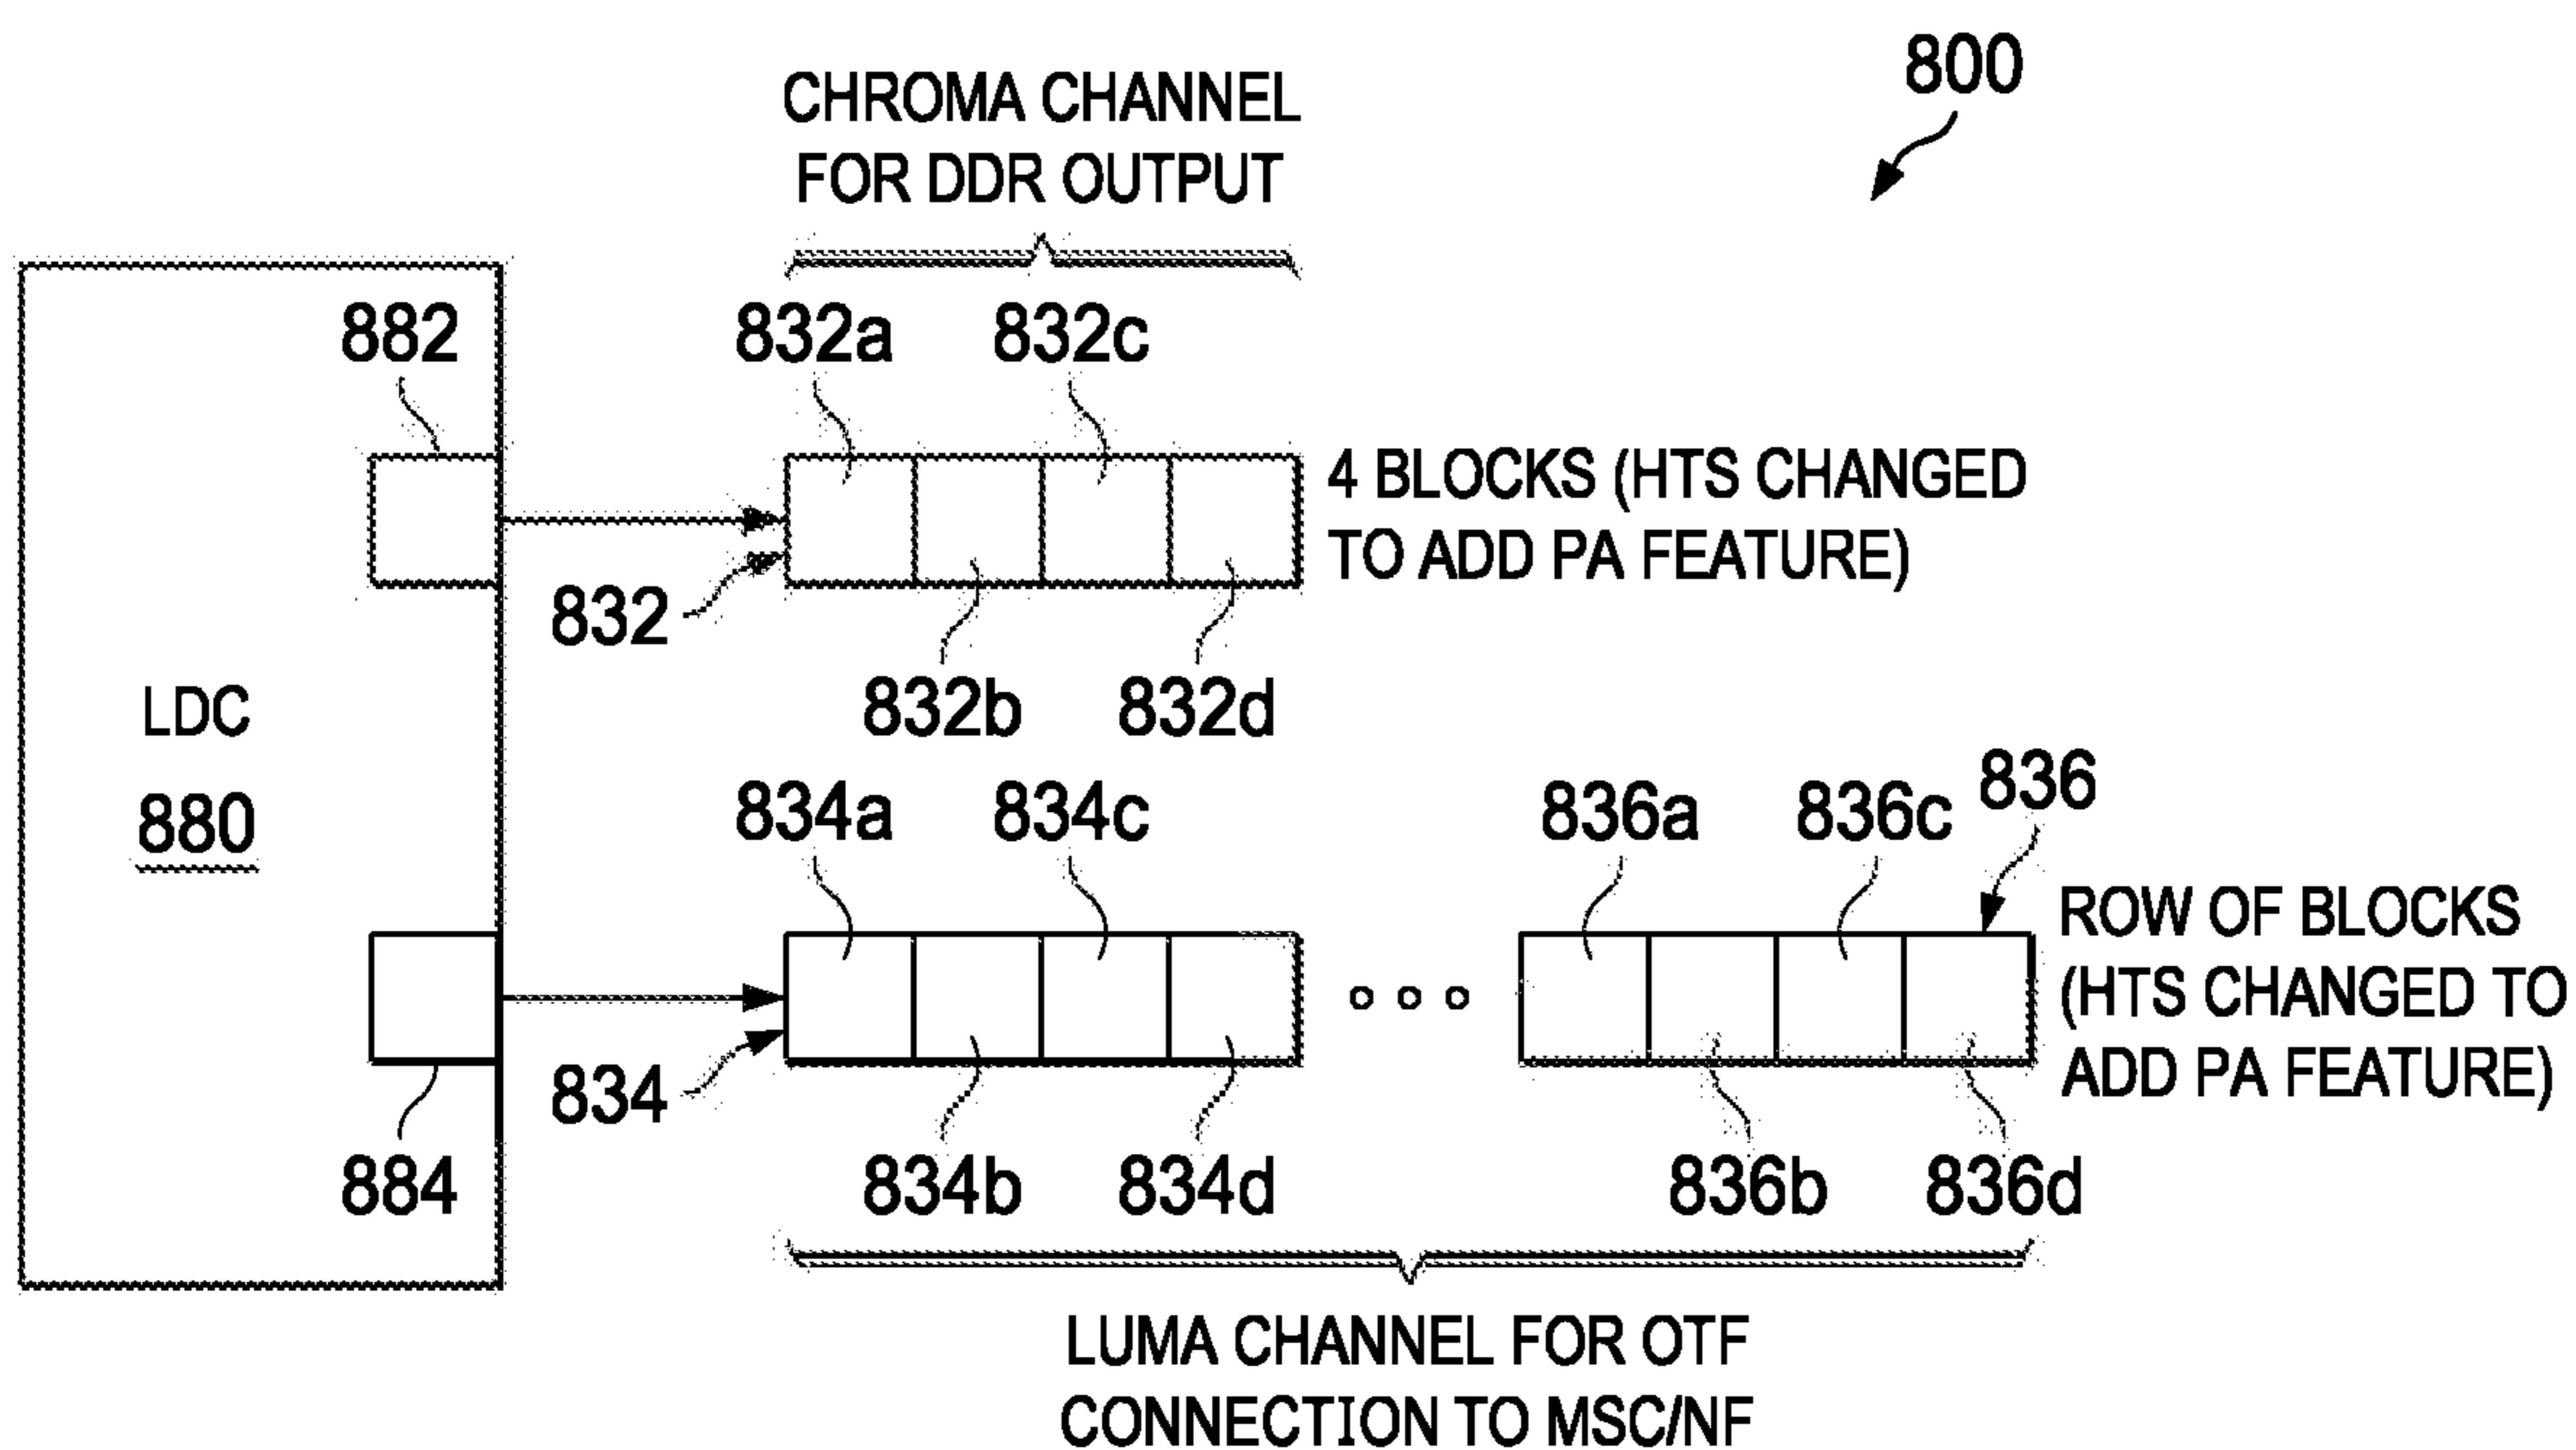 800
CHROMA CHANNEL
FOR DDR OUTPUT
882
832a
832c
4 BLOCKS (HTS CHANGED
TO ADD PA FEATURE)
832
832b
832d
LDC
880
834a
834c
836a
836c
836
ROW OF BLOCKS
(HTS CHANGED TO
ADD PA FEATURE)
834
884
834b
834d
836b
836d
LUMA CHANNEL FOR OTF
CONNECTION TO MSC/NF